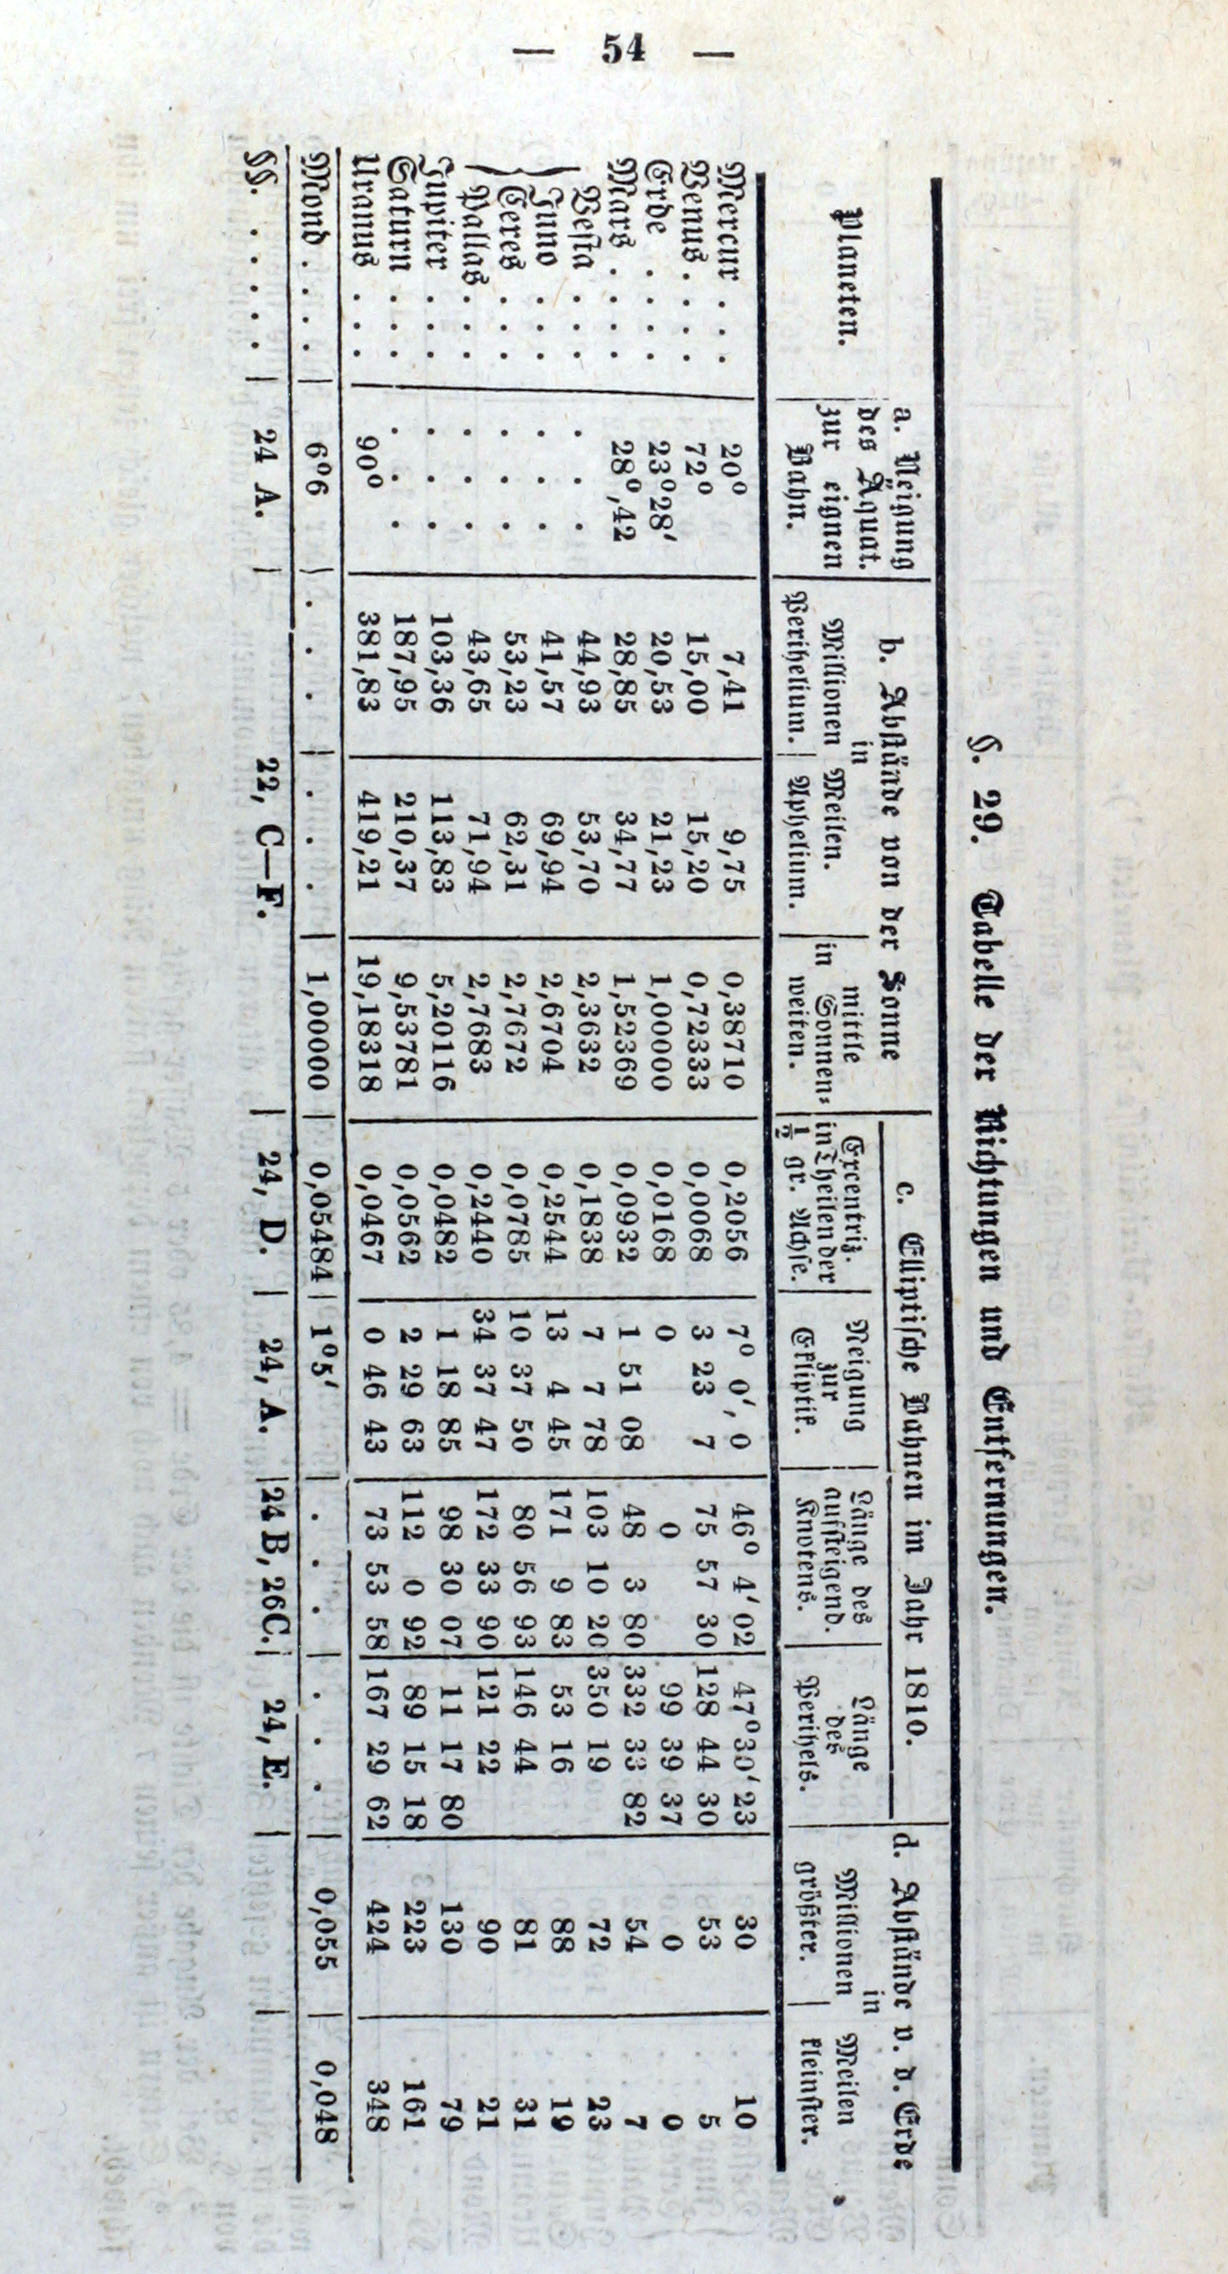 — 54 —
§. 29. Tabelle der Richtungen und Entfernungen.
Planeten. | a. Neigung des Äquat. zur eignen Bahn. | b. Abstände von der Sonne in Millionen Meilen. Perihelium. | Aphelium. | mittle in Sonnen⸗ weiten. | c. Elliptische Bahnen im Jahr 1810. Excentriz. in Theilen der ½ gr. Achse. | Neigung zur Ekliptik. | Länge des aufsteigend. Knotens. | Länge des Perihels. | d. Abstände v. d. Erde in Millionen Meilen größter. | kleinster.
Mercur . . . 20° 7,41 9,75 0,38710 0,2056 7° 0′, 0 46° 4′ 02 47° 30′ 23 30 10
Venus . . . . 72° 15,00 15,20 0,72333 0,0068 3 23 7 75 57 30 128 44 30 53 5
Erde . . . . 23° 28′ 20,53 21,23 1,00000 0,0168 0 0 99 39 37 0 0
Mars . . . . 28°,42 28,85 34,77 1,52369 0,0932 1 51 08 48 3 80 332 33 82 54 7
Vesta . . . . . . 44,93 53,70 2,3632 0,1838 7 7 78 103 10 20 350 19 72 23
Juno . . . . . . 41,57 69,94 2,6704 0,2544 13 4 45 171 9 83 53 16 88 19
Ceres . . . . . . 53,23 62,31 2,7672 0,0785 10 37 50 80 56 93 146 44 81 31
Pallas . . . . . . 43,65 71,94 2,7683 0,2440 34 37 47 172 33 90 121 22 90 21
Jupiter . . . . . . 103,36 113,83 5,20116 0,0482 1 18 85 98 30 07 11 17 80 130 79
Saturn . . . . . . 187,95 210,37 9,53781 0,0562 2 29 63 112 0 92 89 15 18 223 161
Uranus . . . 90° 381,83 419,21 19,18318 0,0467 0 46 43 73 53 58 167 29 62 424 348
Mond . . . . 6°6 . . . . . . 1,00000 0,05484 1°5′ . . . . . . 0,055 0,048
§§. . . . . . 24 A. 22, C—F. 24, D. 24, A. 24 B, 26C. 24, E.